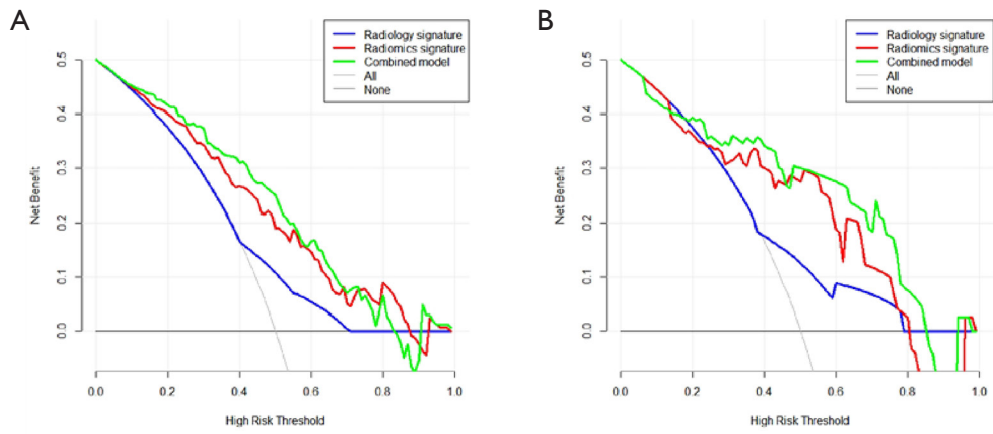 A
Radiology signature
Radiomics signature
Combined model
All
None
Net Benefit
0.5
0.4
0.3
0.2
0.1
0.0
0.0 0.2 0.4 0.6 0.8 1.0
High Risk Threshold
B
Radiology signature
Radiomics signature
Combined model
All
None
Net Benefit
0.5
0.4
0.3
0.2
0.1
0.0
0.0 0.2 0.4 0.6 0.8 1.0
High Risk Threshold